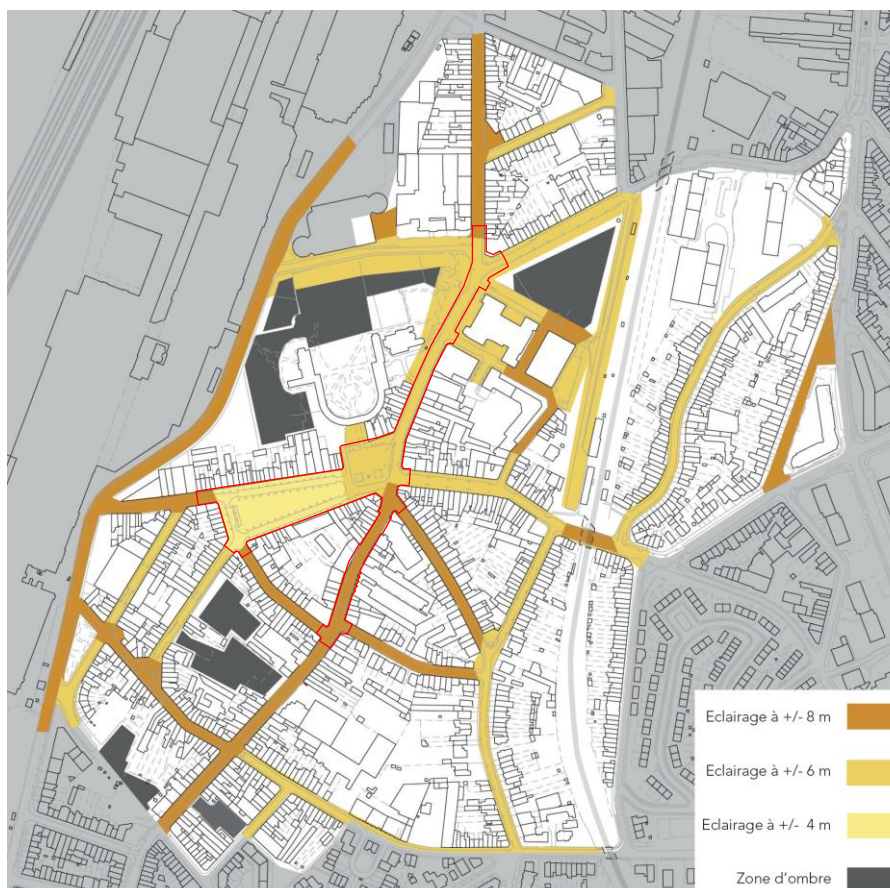 Eclairage à +/- 8 m
Eclairage à +/- 6 m
Eclairage à +/- 4 m
Zone d'ombre